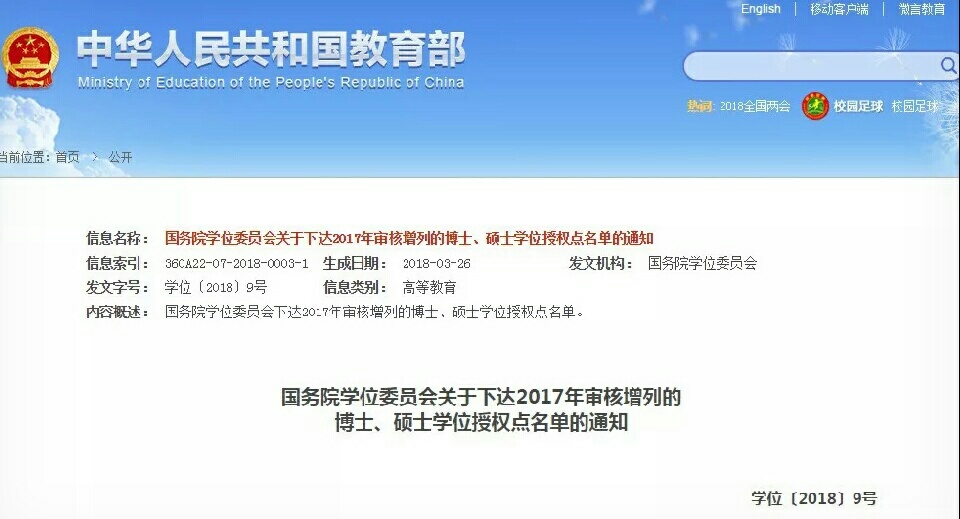 English | 移动客户端 | 微言教育
中华人民共和国教育部
Ministry of Education of the People's Republic of China
热词: 2018全国两会 校园足球 校园足球
当前位置: 首页 > 公开
信息名称: 国务院学位委员会关于下达2017年审核增列的博士、硕士学位授权点名单的通知
信息索引: 36CA22-07-2018-0003-1 生成日期: 2018-03-26 发文机构: 国务院学位委员会
发文字号: 学位〔2018〕9号 信息类别: 高等教育
内容概述: 国务院学位委员会下达2017年审核增列的博士、硕士学位授权点名单。
国务院学位委员会关于下达2017年审核增列的
博士、硕士学位授权点名单的通知
学位〔2018〕9号